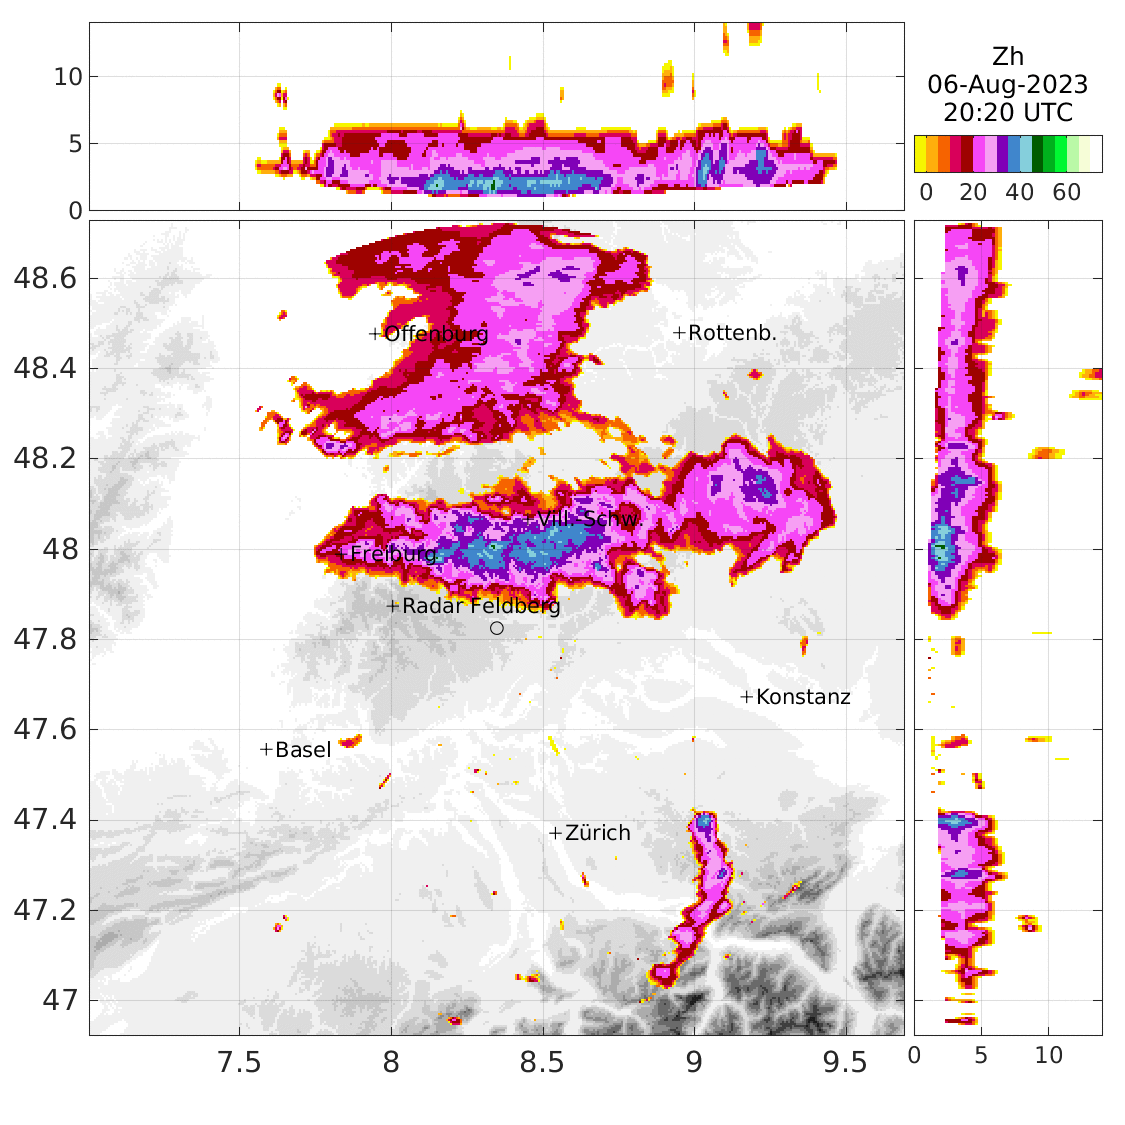 Zh
06-Aug-2023
20:20 UTC
0 20 40 60
10
5
0
48.6
48.4
48.2
48
47.8
47.6
47.4
47.2
47
+Offenburg
+Rottenb.
+Vill.-Schw.
+Freiburg
+Radar Feldberg
+Konstanz
+Basel
+Zürich
7.5 8 8.5 9 9.5
0 5 10